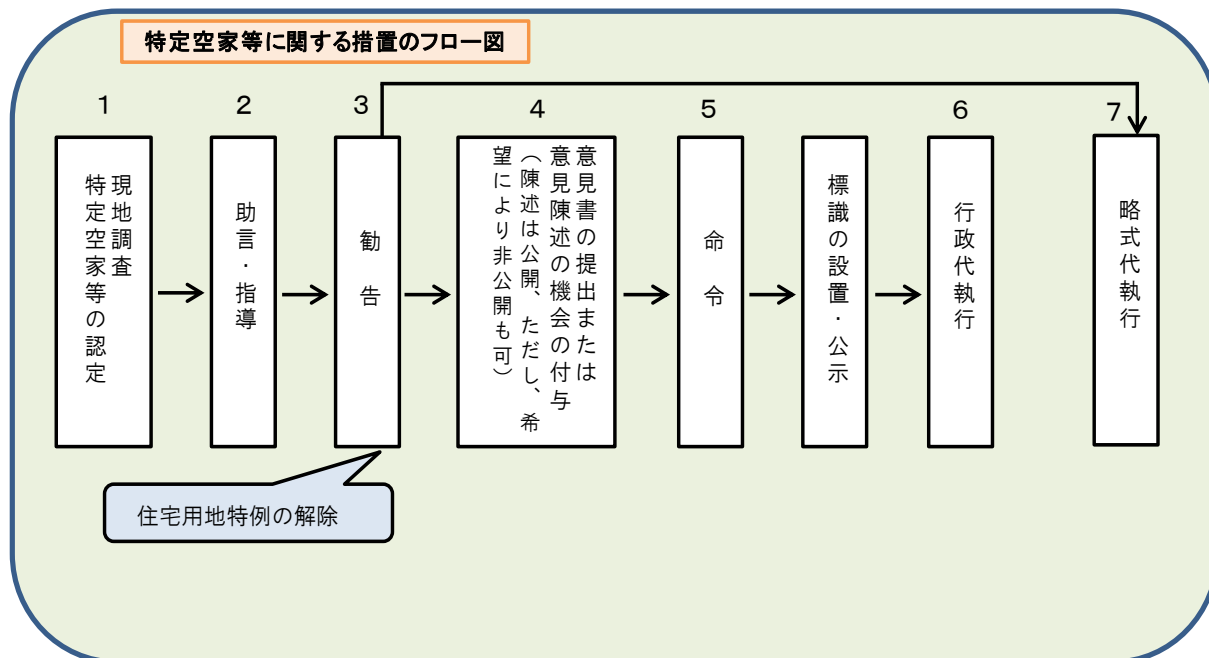 特定空家等に関する措置のフロー図
1
現地調査
特定空家等の認定
2
助言・指導
3
勧告
4
意見書の提出または
意見陳述の機会の付与
（陳述は公開、ただし、希
望により非公開も可）
5
命令
標識の設置・公示
6
行政代執行
7
略式代執行
住宅用地特例の解除